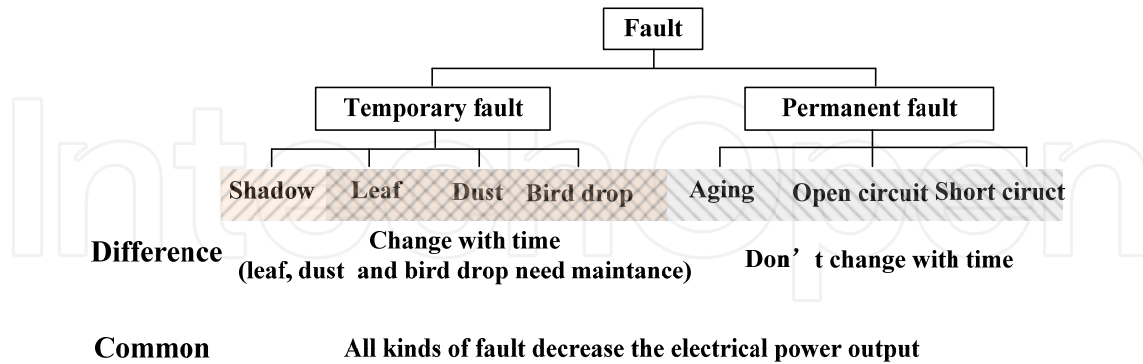 Fault
Temporary fault
Permanent fault
Shadow Leaf Dust Bird drop Aging Open circuit Short ciruct
Difference
Change with time
(leaf, dust and bird drop need maintance)
Don't change with time
Common
All kinds of fault decrease the electrical power output
IntechOpen